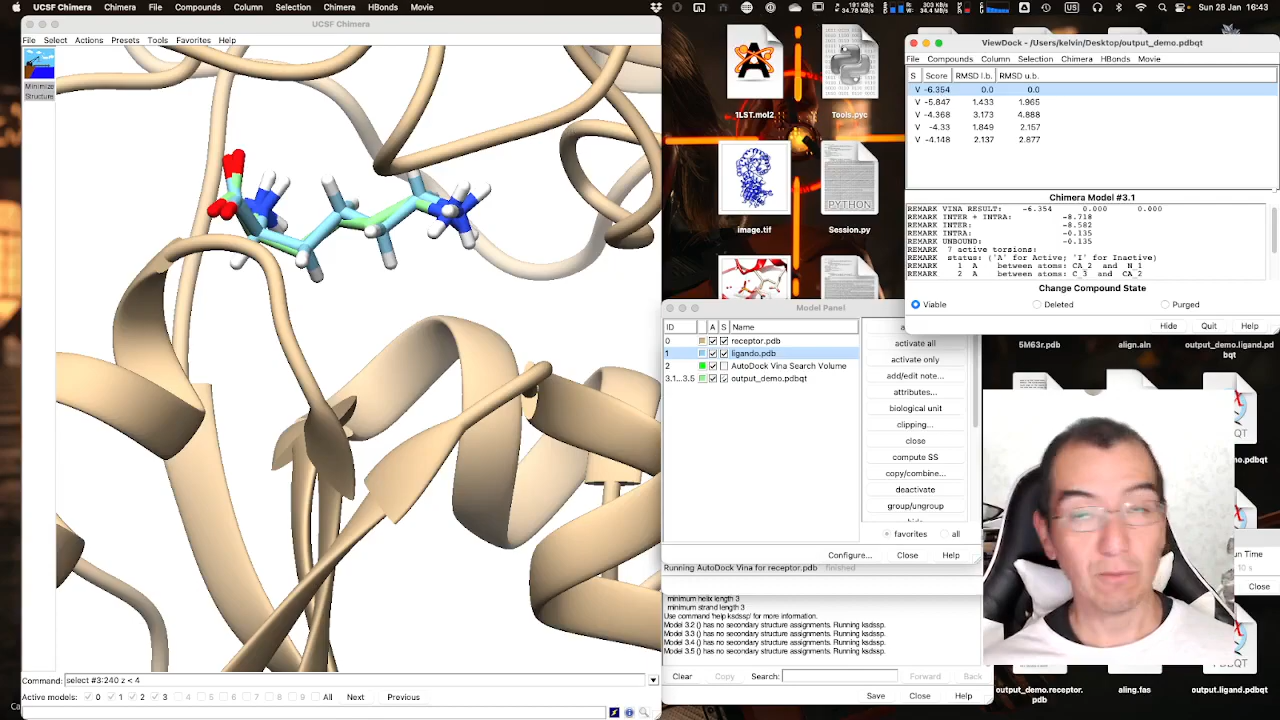 UCSF Chimera Chimera File Compounds Column Selection Chimera HBonds Movie
191 KB/s
303 KB/s
Sun 28 Jan 16:43
UCSF Chimera
File Select Actions Presets Tools Favorites Help
Minimize
Structure
Command: select #3:240 z < 4
Active models: 0 1 2 3 4 5 6 7 8 9 All Next Previous
1LST.mol2
Tools.pyc
PYTHON
image.tif
Session.py
ViewDock - /Users/kelvin/Desktop/output_demo.pdbqt
File Compounds Column Selection Chimera HBonds Movie
S Score RMSD l.b. RMSD u.b.
V -6.354 0.0 0.0
V -5.847 1.433 1.965
V -4.368 3.173 4.888
V -4.33 1.849 2.157
V -4.148 2.137 2.877
Chimera Model #3.1
REMARK VINA RESULT: -6.354 0.000 0.000
REMARK INTER + INTRA: -8.718
REMARK INTER: -8.582
REMARK INTRA: -0.135
REMARK UNBOUND: -0.135
REMARK 7 active torsions:
REMARK status: ('A' for Active; 'I' for Inactive)
REMARK 1 A between atoms: CA_2 and N_1
REMARK 2 A between atoms: C_3 and CA_2
Change Compound State
Viable Deleted Purged
Hide Quit Help
Model Panel
ID A S Name
0 receptor.pdb
1 ligando.pdb
2 AutoDock Vina Search Volume
3.1...3.5 output_demo.pdbqt
activate all
activate only
add/edit note...
attributes...
biological unit
clipping...
close
compute SS
copy/combine...
deactivate
group/ungroup
favorites all
Configure... Close Help
Running AutoDock Vina for receptor.pdb finished
minimum helix length 3
minimum strand length 3
Use command 'help ksdssp' for more information.
Model 3.2 () has no secondary structure assignments. Running ksdssp.
Model 3.3 () has no secondary structure assignments. Running ksdssp.
Model 3.4 () has no secondary structure assignments. Running ksdssp.
Model 3.5 () has no secondary structure assignments. Running ksdssp.
Clear Copy Search: Forward Back
Save Close Help
5M63r.pdb
align.aln
output_demo.ligand.pd
bqt
un Time
10 s
Close
output_demo.receptor.
pdb
aling.fas
output.ligand.pdbqt